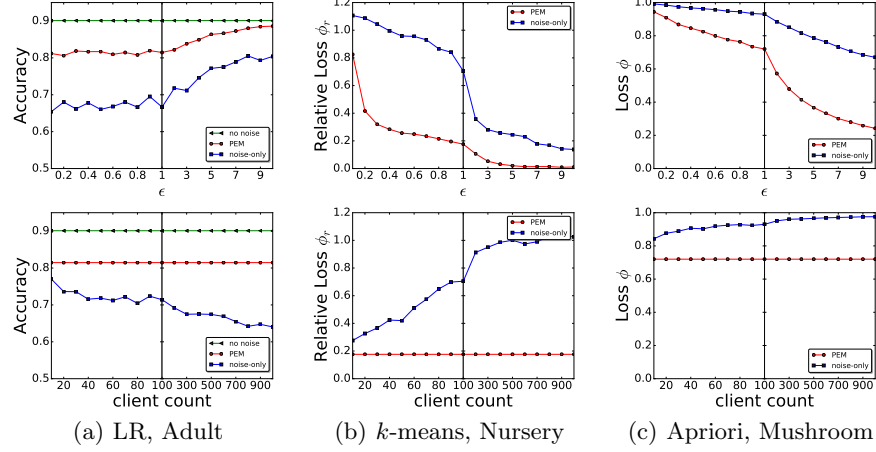 Accuracy
0.9
0.8
0.7
0.6
0.5
no noise
PEM
noise-only
0.2 0.4 0.6 0.8 1 3 5 7 9
ϵ
Relative Loss ϕr
1.2
1.0
0.8
0.6
0.4
0.2
0.0
PEM
noise-only
0.2 0.4 0.6 0.8 1 3 5 7 9
ϵ
Loss ϕ
1.0
0.8
0.6
0.4
0.2
0.0
PEM
noise-only
0.2 0.4 0.6 0.8 1 3 5 7 9
ϵ
Accuracy
0.9
0.8
0.7
0.6
0.5
no noise
PEM
noise-only
20 40 60 80 100 300 500 700 900
client count
Relative Loss ϕr
1.2
1.0
0.8
0.6
0.4
0.2
0.0
PEM
noise-only
20 40 60 80 100 300 500 700 900
client count
Loss ϕ
1.0
0.8
0.6
0.4
0.2
0.0
PEM
noise-only
20 40 60 80 100 300 500 700 900
client count
(a) LR, Adult
(b) k-means, Nursery
(c) Apriori, Mushroom